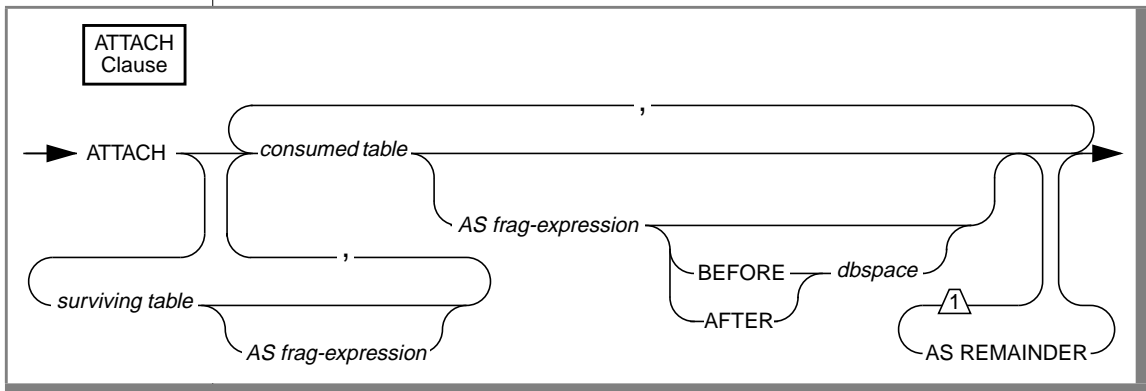 ATTACH
Clause
,
ATTACH
consumed table
AS frag-expression
,
BEFORE
dbspace
surviving table
1
AFTER
AS frag-expression
AS REMAINDER